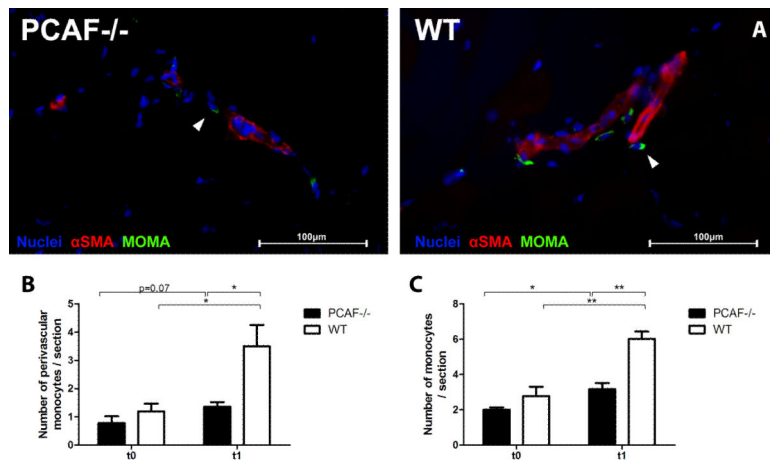 PCAF-/-
WT
A
Nuclei αSMA MOMA
100µm
Nuclei αSMA MOMA
100µm
B
p=0.07
*
*
Number of perivascular
monocytes / section
5
4
3
2
1
0
t0
t1
PCAF-/-
WT
C
*
**
**
Number of monocytes
/ section
8
6
4
2
0
t0
t1
PCAF-/-
WT